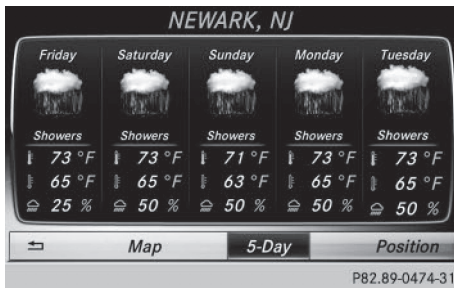 NEWARK, NJ
Friday Saturday Sunday Monday Tuesday
Showers Showers Showers Showers Showers
73 °F 73 °F 71 °F 73 °F 73 °F
65 °F 65 °F 63 °F 65 °F 65 °F
25 % 50 % 50 % 50 % 50 %
Map 5-Day Position
P82.89-0474-31